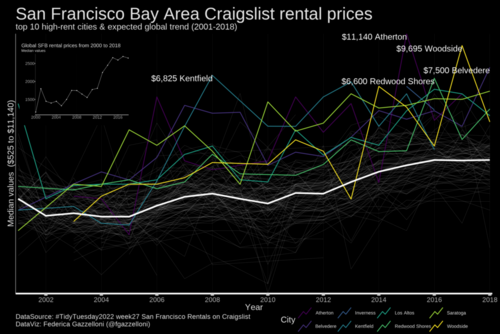 San Francisco Bay Area Craigslist rental prices
top 10 high-rent cities & expected global trend (2001-2018)
$11,140 Atherton
Global SFB rental prices from 2000 to 2018
Median values
$9,695 Woodside
$7,500 Belvedere
$6,825 Kentfield
$6,600 Redwood Shores
Median values ($525 to $11,140)
2002 2004 2006 2008 2010 2012 2014 2016 2018
Year
DataSource: #TidyTuesday2022 week27 San Francisco Rentals on Craigslist
DataViz: Federica Gazzelloni (@fgazzelloni)
City
Atherton Inverness Los Altos Saratoga
Belvedere Kentfield Redwood Shores Woodside